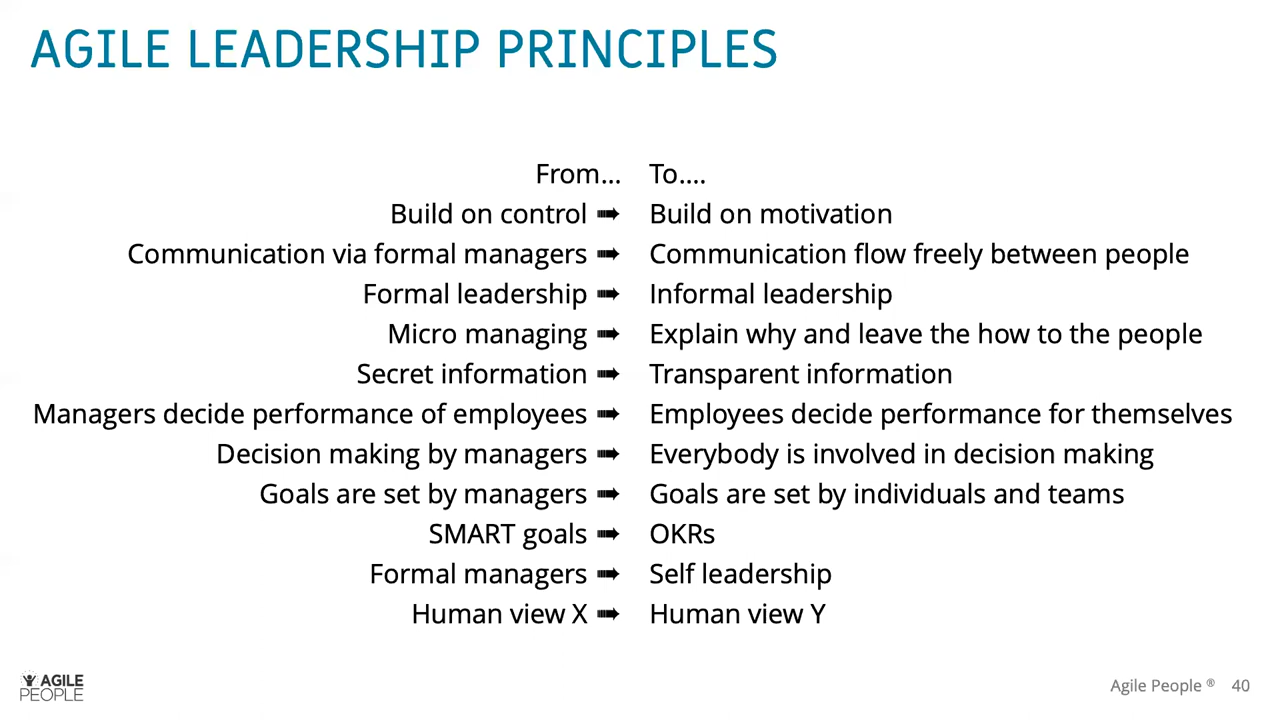 AGILE LEADERSHIP PRINCIPLES
From... To....
Build on control ➠ Build on motivation
Communication via formal managers ➠ Communication flow freely between people
Formal leadership ➠ Informal leadership
Micro managing ➠ Explain why and leave the how to the people
Secret information ➠ Transparent information
Managers decide performance of employees ➠ Employees decide performance for themselves
Decision making by managers ➠ Everybody is involved in decision making
Goals are set by managers ➠ Goals are set by individuals and teams
SMART goals ➠ OKRs
Formal managers ➠ Self leadership
Human view X ➠ Human view Y
AGILE
PEOPLE
Agile People ® 40